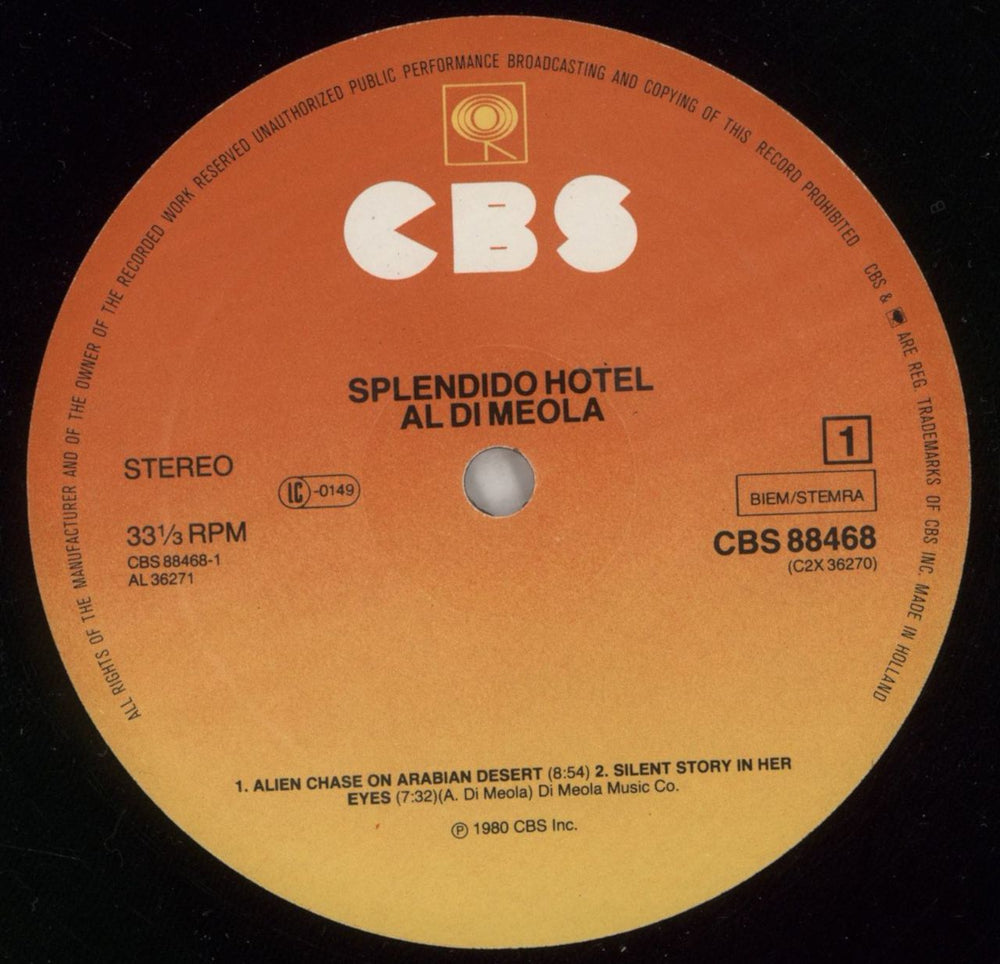 ALL RIGHTS OF THE MANUFACTURER AND OF THE OWNER OF THE RECORDED WORK RESERVED UNAUTHORIZED PUBLIC PERFORMANCE BROADCASTING AND COPYING OF THIS RECORD PROHIBITED CBS & ARE REG. TRADEMARKS OF CBS INC. MADE IN HOLLAND
CBS
SPLENDIDO HOTEL
AL DI MEOLA
1
STEREO
LC-0149
BIEM/STEMRA
33⅓ RPM
CBS 88468
CBS 88468-1
(C2X 36270)
AL 36271
1. ALIEN CHASE ON ARABIAN DESERT (8:54) 2. SILENT STORY IN HER
EYES (7:32)(A. Di Meola) Di Meola Music Co.
℗ 1980 CBS Inc.